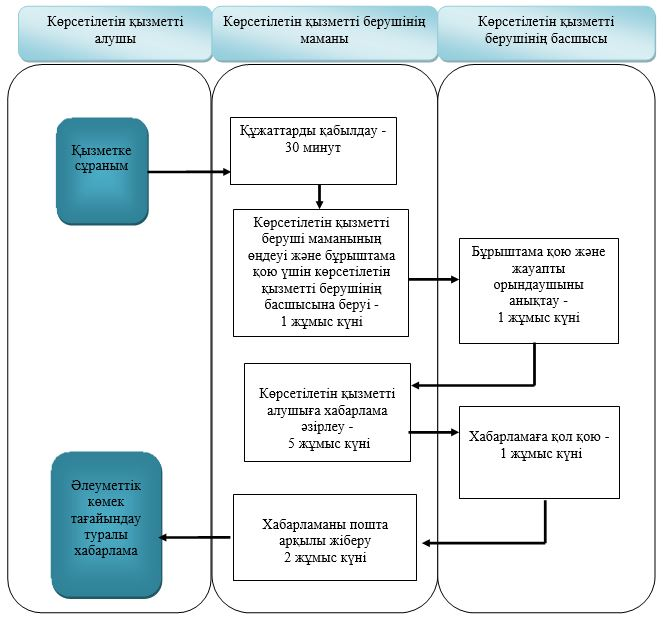 Көрсетілетін қызметті
алушы
Көрсетілетін қызметті берушінің
маманы
Көрсетілетін қызметті
берушінің басшысы
Қызметке
сұраным
Құжаттарды қабылдау -
30 минут
Көрсетілетін қызметті
беруші маманының
өңдеуі және бұрыштама
қою үшін көрсетілетін
қызметті берушінің
басшысына беруі -
1 жұмыс күні
Бұрыштама қою және
жауапты
орындаушыны
анықтау -
1 жұмыс күні
Көрсетілетін қызметті
алушыға хабарлама
әзірлеу -
5 жұмыс күні
Хабарламаға қол қою -
1 жұмыс күні
Хабарламаны пошта
арқылы жіберу
2 жұмыс күні
Әлеуметтік
көмек
тағайындау
туралы
хабарлама